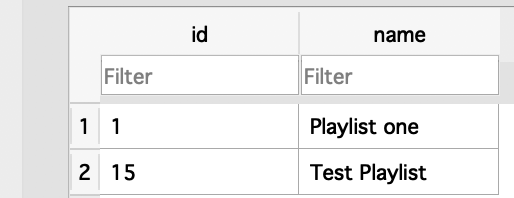 id name
Filter Filter
1 1 Playlist one
2 15 Test Playlist